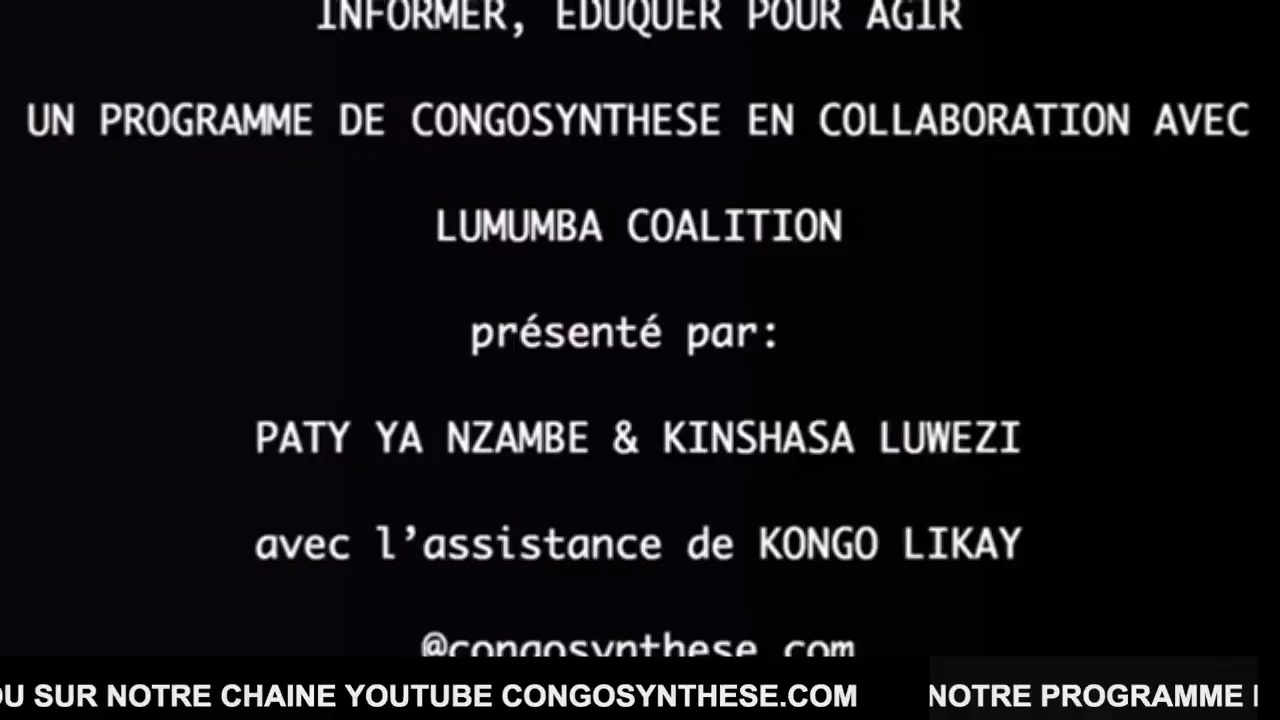 INFORMER, EDUQUER POUR AGIR
UN PROGRAMME DE CONGOSYNTHESE EN COLLABORATION AVEC
LUMUMBA COALITION
présenté par:
PATY YA NZAMBE & KINSHASA LUWEZI
avec l’assistance de KONGO LIKAY
@congosynthese.com
OU SUR NOTRE CHAINE YOUTUBE CONGOSYNTHESE.COM NOTRE PROGRAMME